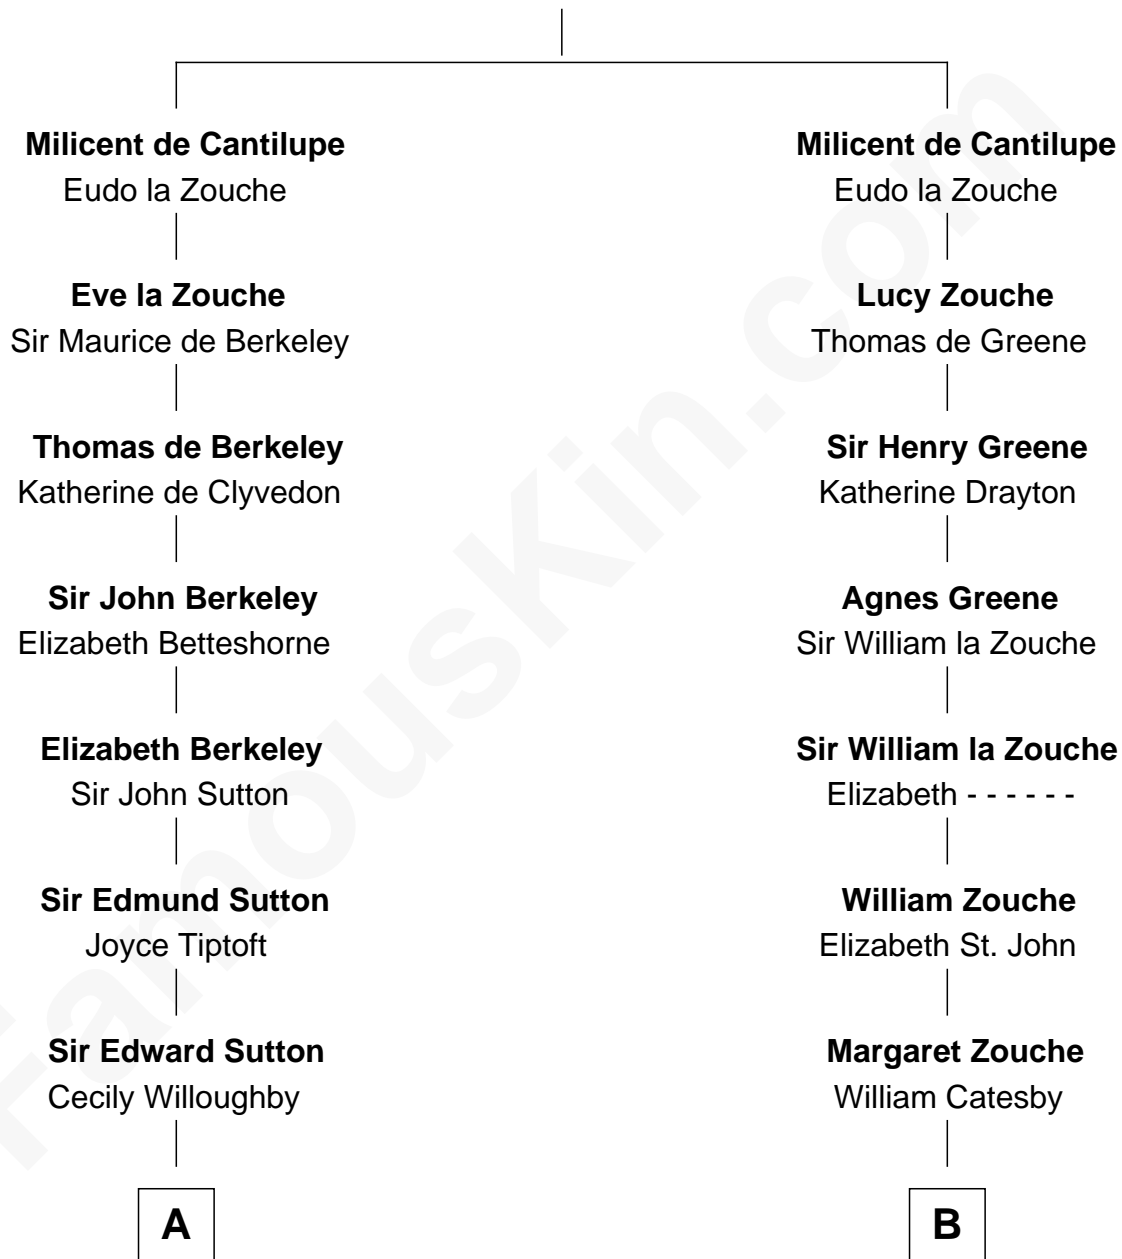 Milicent de Cantilupe
Eudo la Zouche
Eve la Zouche
Sir Maurice de Berkeley
Thomas de Berkeley
Katherine de Clyvedon
Sir John Berkeley
Elizabeth Betteshorne
Elizabeth Berkeley
Sir John Sutton
Sir Edmund Sutton
Joyce Tiptoft
Sir Edward Sutton
Cecily Willoughby
A
Milicent de Cantilupe
Eudo la Zouche
Lucy Zouche
Thomas de Greene
Sir Henry Greene
Katherine Drayton
Agnes Greene
Sir William la Zouche
Sir William la Zouche
Elizabeth - - - - - -
William Zouche
Elizabeth St. John
Margaret Zouche
William Catesby
B
FamousKin.com